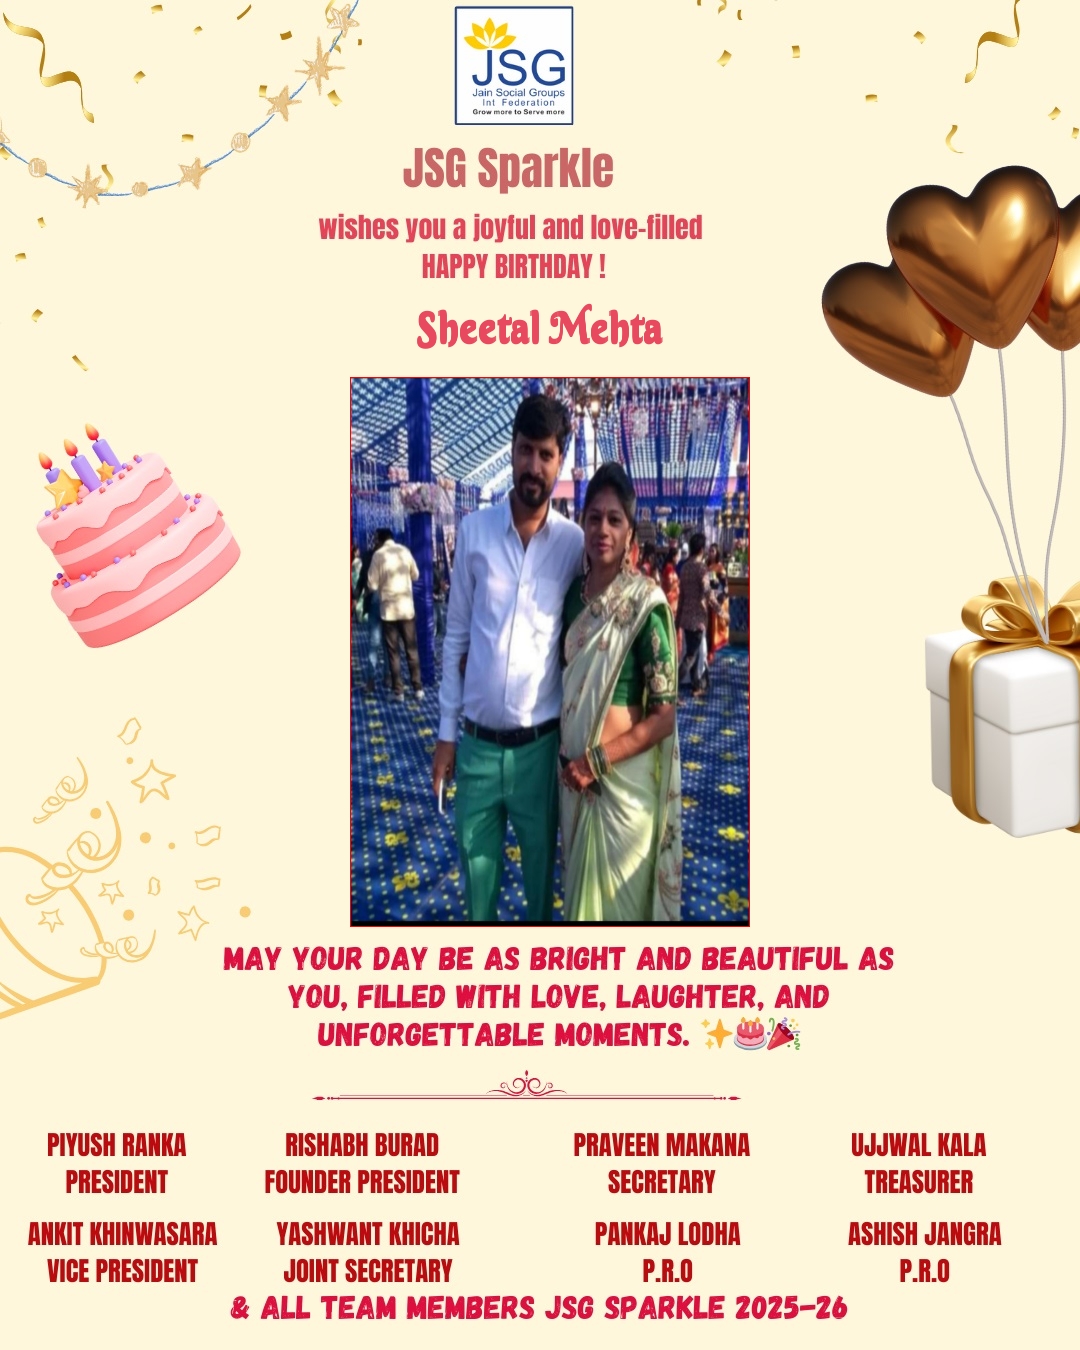 JSG
Jain Social Groups
Int Federation
Grow more to Serve more
JSG Sparkle
wishes you a joyful and love-filled
HAPPY BIRTHDAY !
Sheetal Mehta
MAY YOUR DAY BE AS BRIGHT AND BEAUTIFUL AS
YOU, FILLED WITH LOVE, LAUGHTER, AND
UNFORGETTABLE MOMENTS. ✨🎂🎉
PIYUSH RANKA
PRESIDENT
RISHABH BURAD
FOUNDER PRESIDENT
PRAVEEN MAKANA
SECRETARY
UJJWAL KALA
TREASURER
ANKIT KHINWASARA
VICE PRESIDENT
YASHWANT KHICHA
JOINT SECRETARY
PANKAJ LODHA
P.R.O
ASHISH JANGRA
P.R.O
& ALL TEAM MEMBERS JSG SPARKLE 2025-26